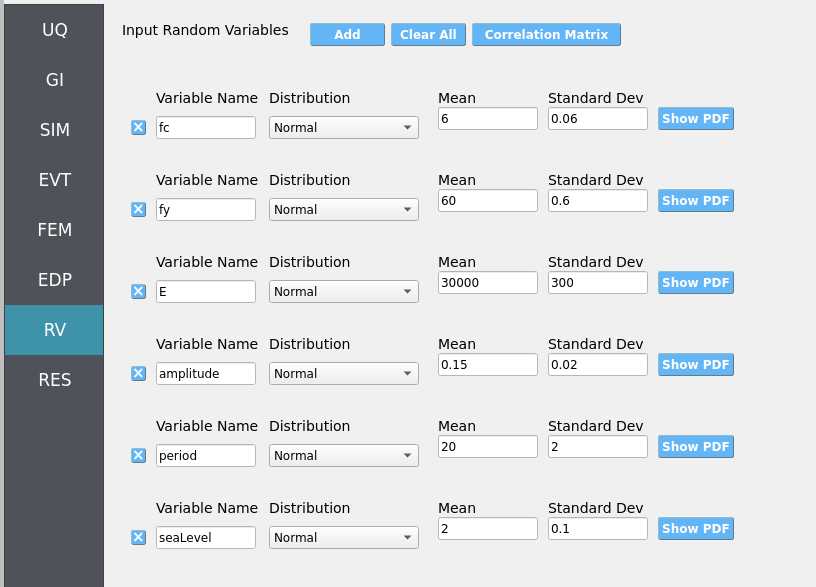 UQ
GI
SIM
EVT
FEM
EDP
RV
RES
Input Random Variables Add Clear All Correlation Matrix
Variable Name Distribution Mean Standard Dev
fc Normal 6 0.06 Show PDF
Variable Name Distribution Mean Standard Dev
fy Normal 60 0.6 Show PDF
Variable Name Distribution Mean Standard Dev
E Normal 30000 300 Show PDF
Variable Name Distribution Mean Standard Dev
amplitude Normal 0.15 0.02 Show PDF
Variable Name Distribution Mean Standard Dev
period Normal 20 2 Show PDF
Variable Name Distribution Mean Standard Dev
seaLevel Normal 2 0.1 Show PDF